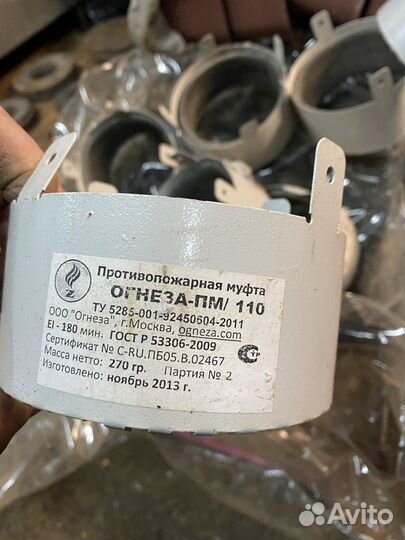 Противопожарная муфта
ОГНЕЗА-ПМ/ 110
ТУ 5285-001-92450604-2011
ООО "Огнеза", г.Москва, ogneza.com
EI - 180 мин. ГОСТ Р 53306-2009
Сертификат № C-RU.ПБ05.В.02467
Масса нетто: 270 гр. Партия № 2
Изготовлено: ноябрь 2013 г.
Avito